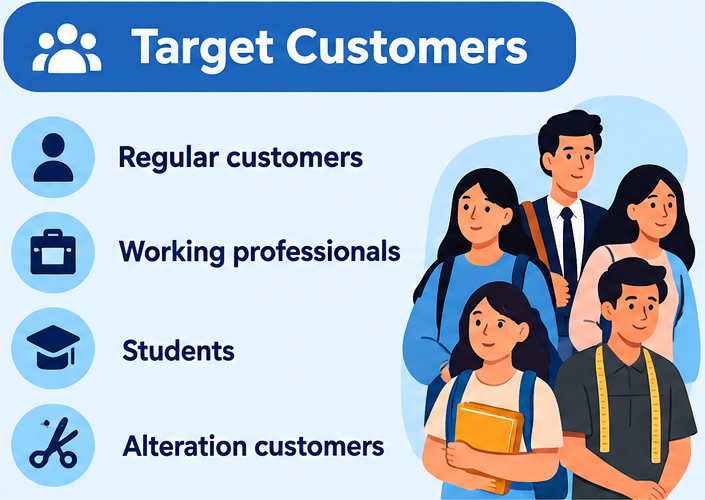 Target Customers
Regular customers
Working professionals
Students
Alteration customers